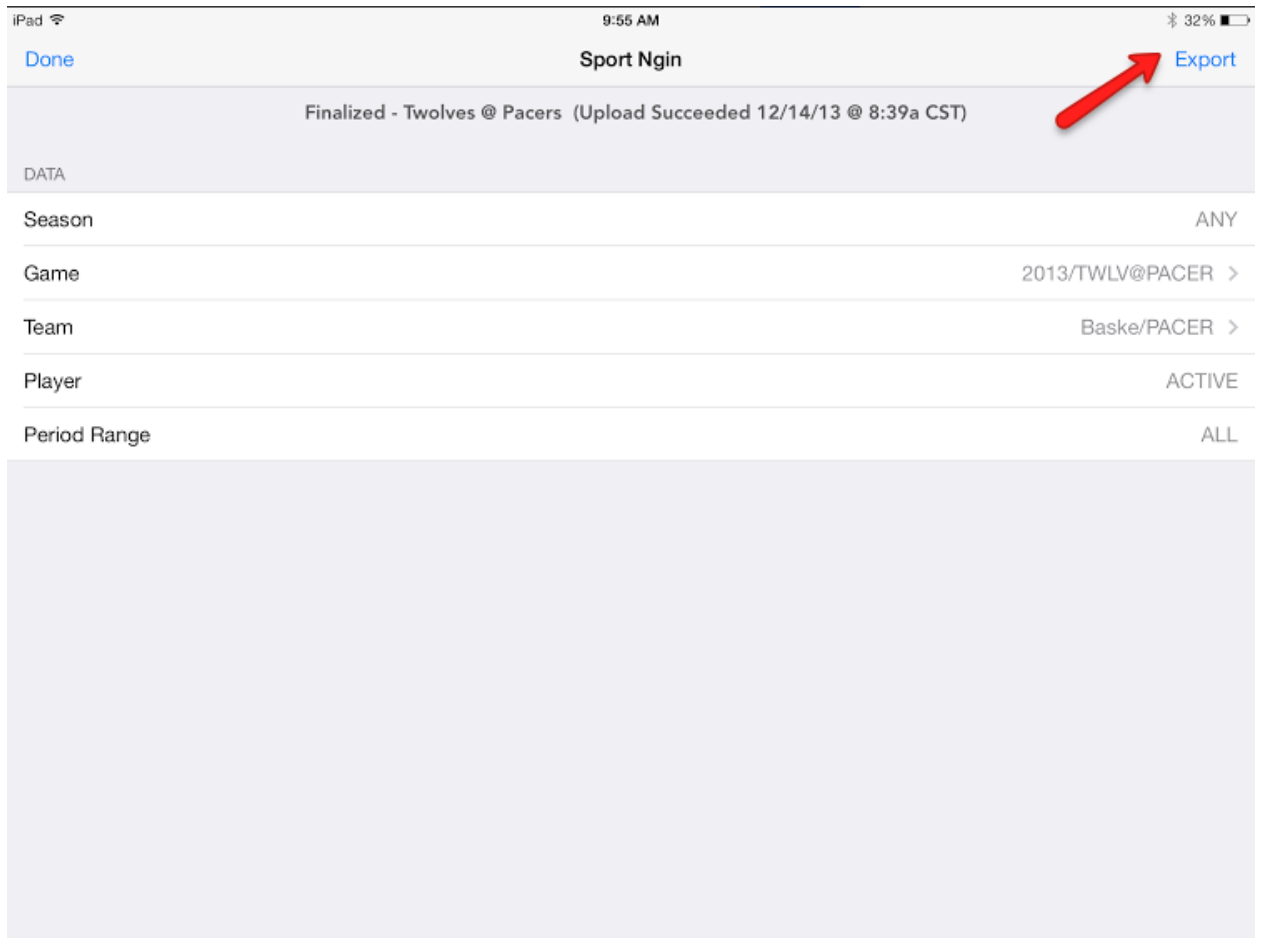 iPad 9:55 AM 32%
Done Sport Ngin Export
Finalized - Twolves @ Pacers (Upload Succeeded 12/14/13 @ 8:39a CST)
DATA
Season ANY
Game 2013/TWLV@PACER >
Team Baske/PACER >
Player ACTIVE
Period Range ALL